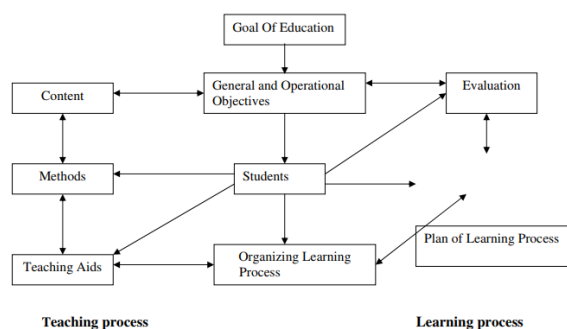 Goal Of Education
General and Operational
Objectives
Content
Evaluation
Methods
Students
Teaching Aids
Organizing Learning
Process
Plan of Learning Process
Teaching process
Learning process